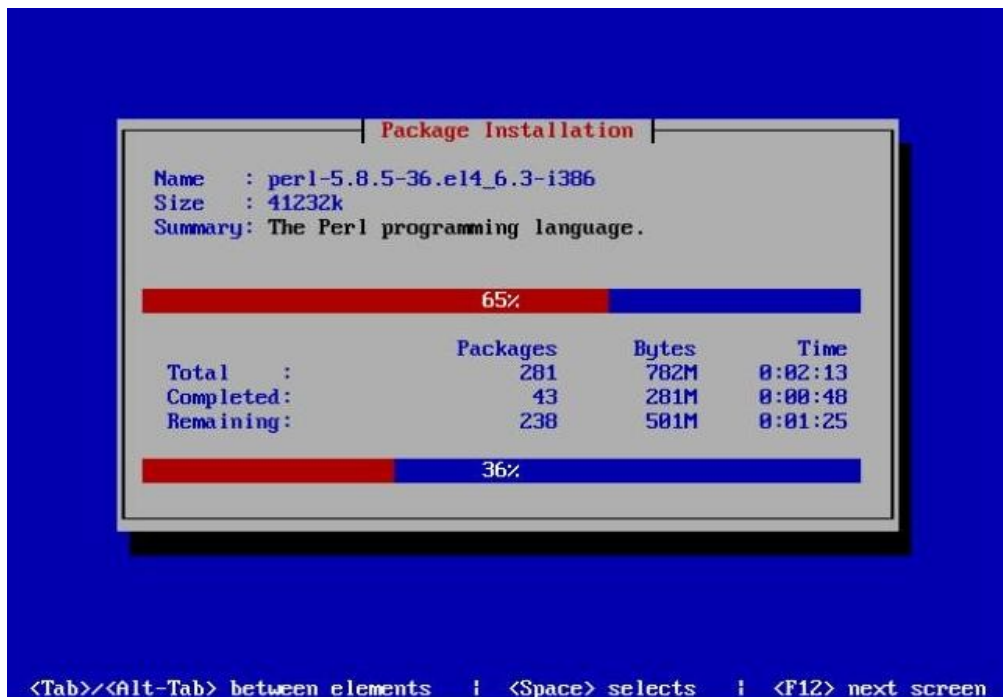 Package Installation
Name : perl-5.8.5-36.el4_6.3-i386
Size : 41232k
Summary: The Perl programming language.
65%
Packages Bytes Time
Total : 281 782M 0:02:13
Completed: 43 281M 0:00:48
Remaining: 238 501M 0:01:25
36%
<Tab>/<Alt-Tab> between elements ¦ <Space> selects ¦ <F12> next screen